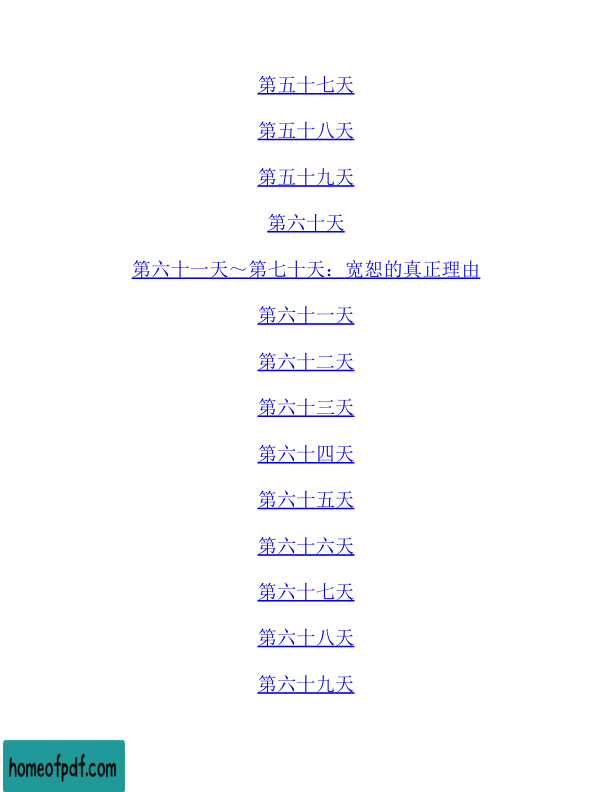 第五十七天
第五十八天
第五十九天
第六十天
第六十一天～第七十天：宽恕的真正理由
第六十一天
第六十二天
第六十三天
第六十四天
第六十五天
第六十六天
第六十七天
第六十八天
第六十九天
homeofpdf.com